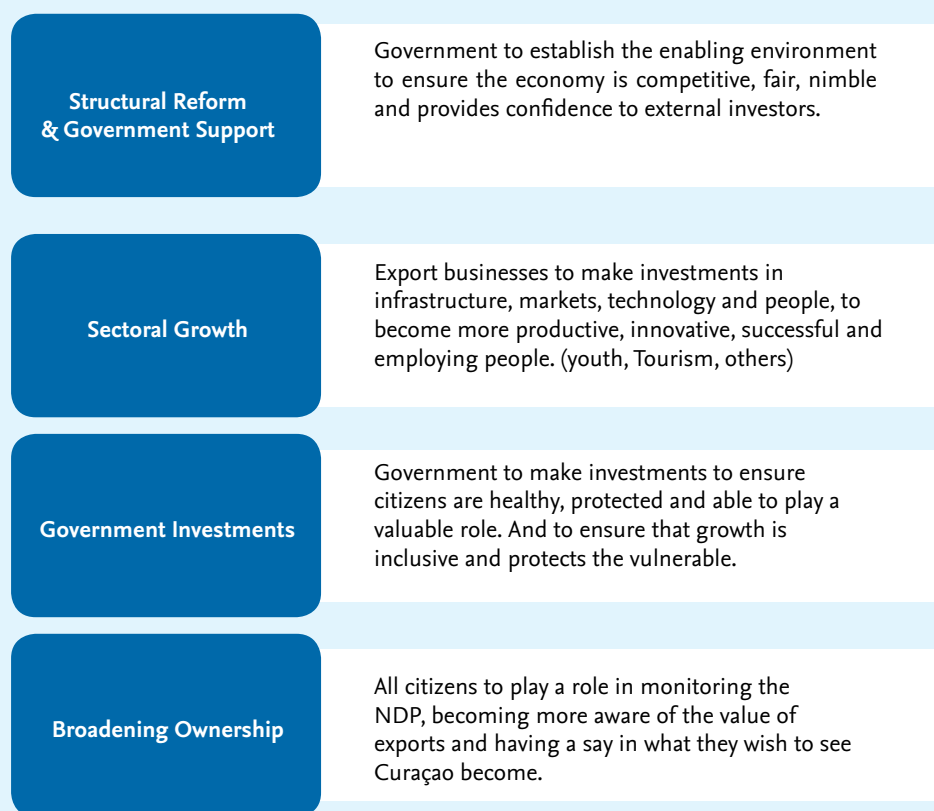 Structural Reform
& Government Support
Government to establish the enabling environment
to ensure the economy is competitive, fair, nimble
and provides confidence to external investors.
Sectoral Growth
Export businesses to make investments in
infrastructure, markets, technology and people, to
become more productive, innovative, successful and
employing people. (youth, Tourism, others)
Government Investments
Government to make investments to ensure
citizens are healthy, protected and able to play a
valuable role. And to ensure that growth is
inclusive and protects the vulnerable.
Broadening Ownership
All citizens to play a role in monitoring the
NDP, becoming more aware of the value of
exports and having a say in what they wish to see
Curaçao become.